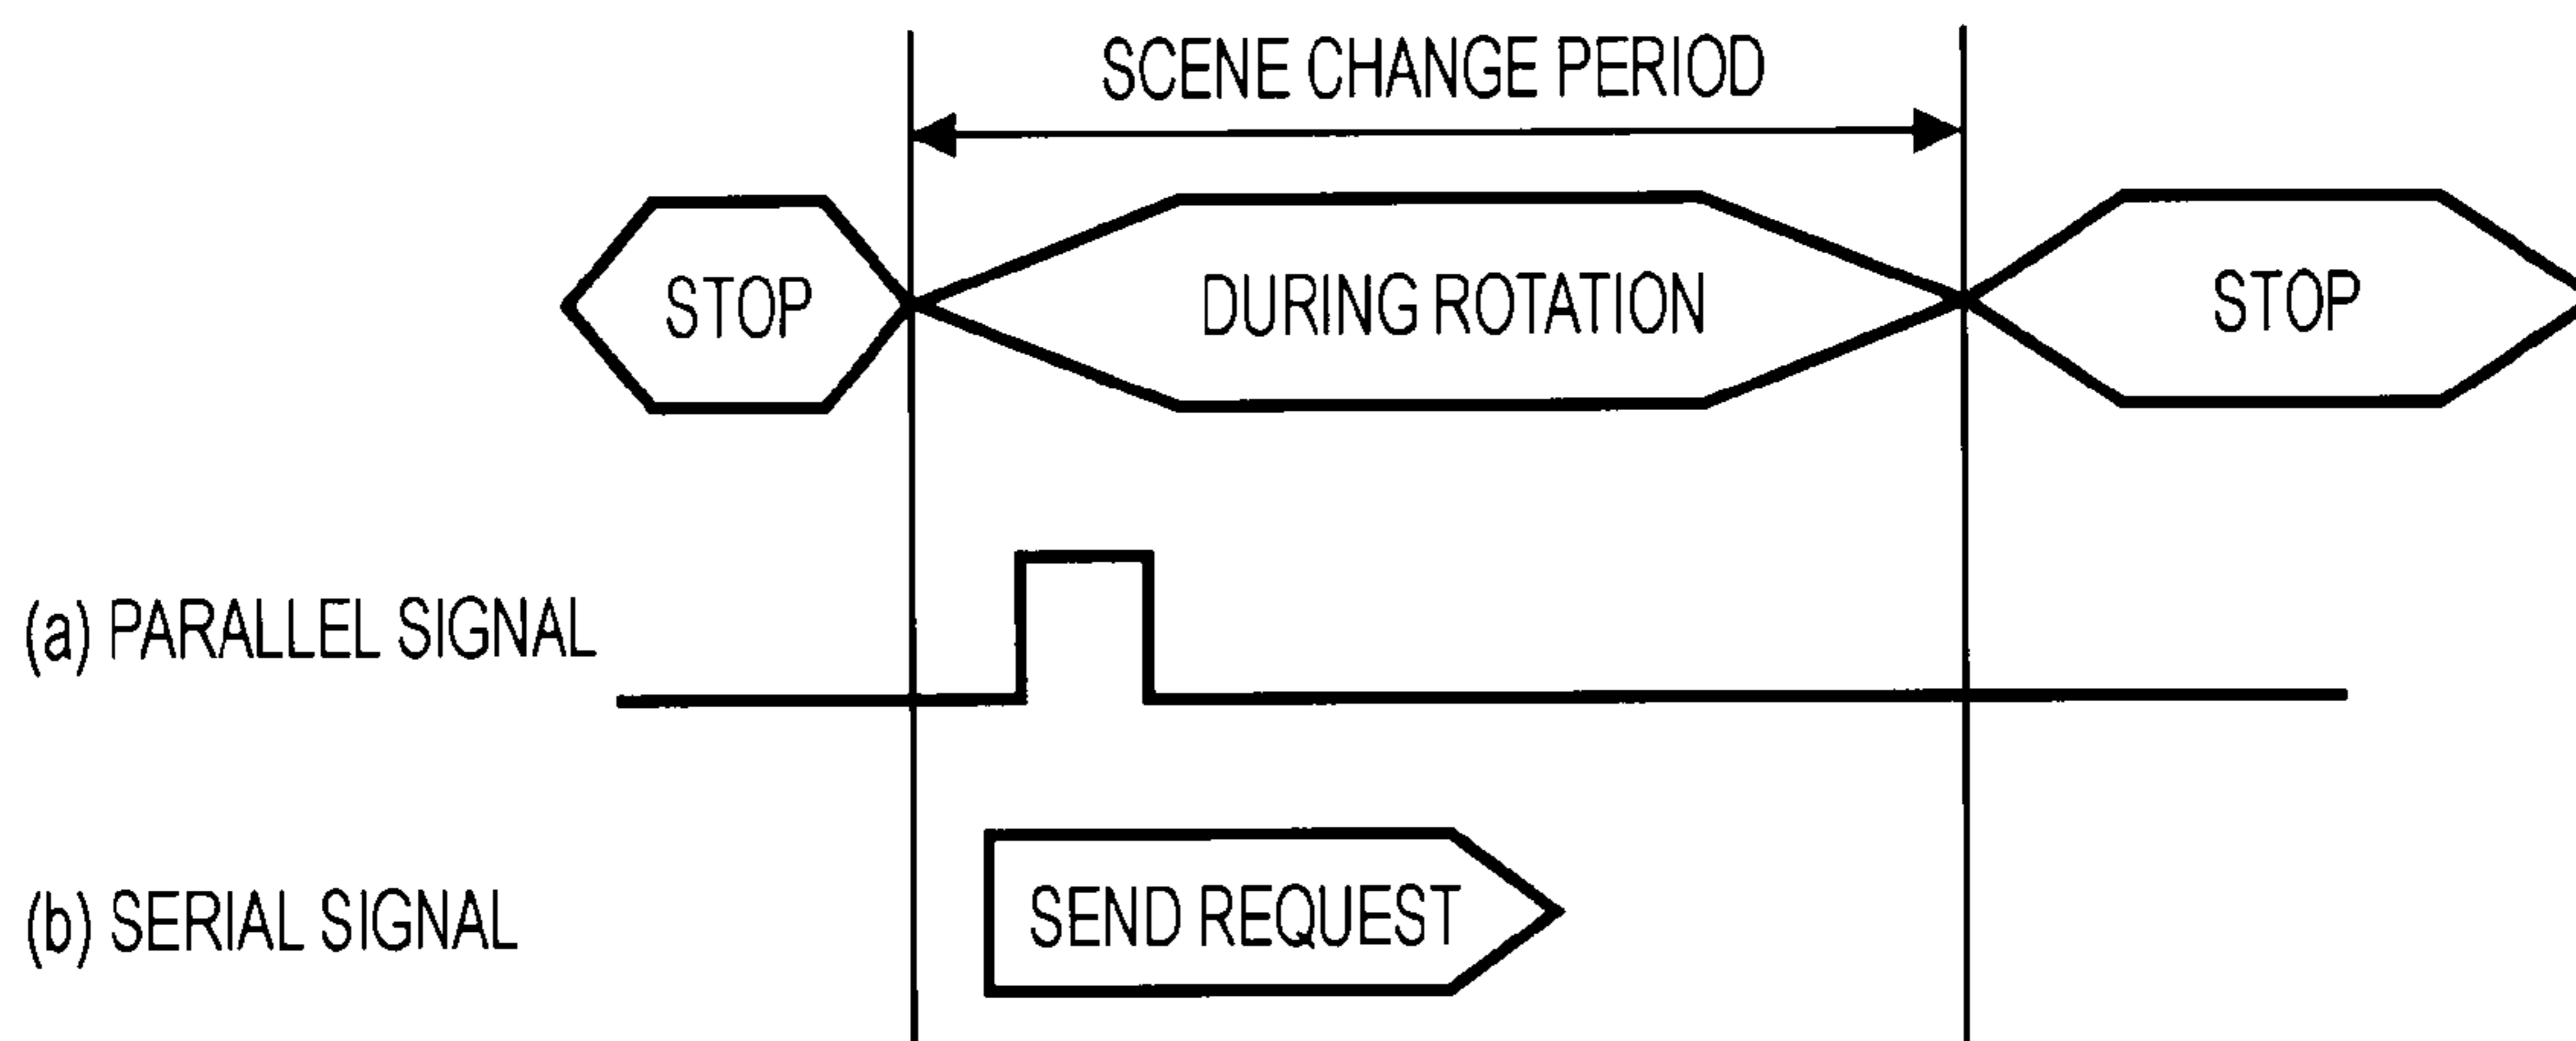 SCENE CHANGE PERIOD
STOP
DURING ROTATION
STOP
(a) PARALLEL SIGNAL
(b) SERIAL SIGNAL
SEND REQUEST